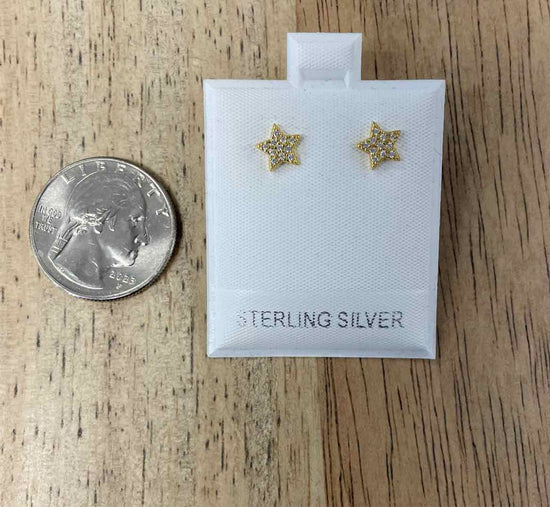 LIBERTY
IN GOD
WE
TRUST
2023
P
STERLING SILVER